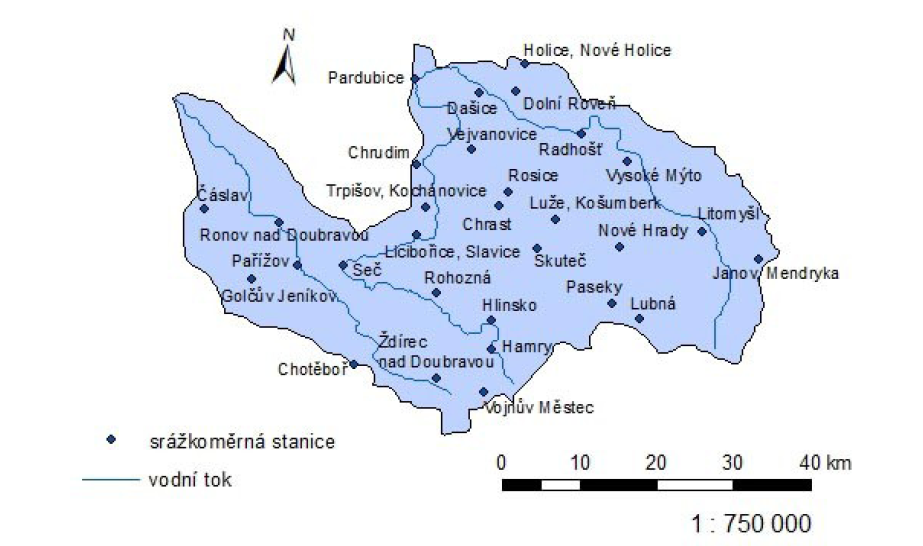 N
Holice, Nové Holice
Pardubice
Dašice
Dolní Roveň
Vejvanovice
Radhošť
Chrudim
Vysoké Mýto
Rosice
Trpišov, Kochánovice
Čáslav
Luže, Košumberk
Chrast
Litomyšl
Ronov nad Doubravou
Nové Hrady
Licibořice, Slavice
Pařížov
Seč
Skuteč
Janov, Mendryka
Rohozná
Golčův Jeníkov
Paseky
Hlinsko
Lubná
Ždírec
nad Doubravou
Hamry
Chotěboř
Vojnův Městec
srážkoměrná stanice
vodní tok
0 10 20 30 40 km
1 : 750 000